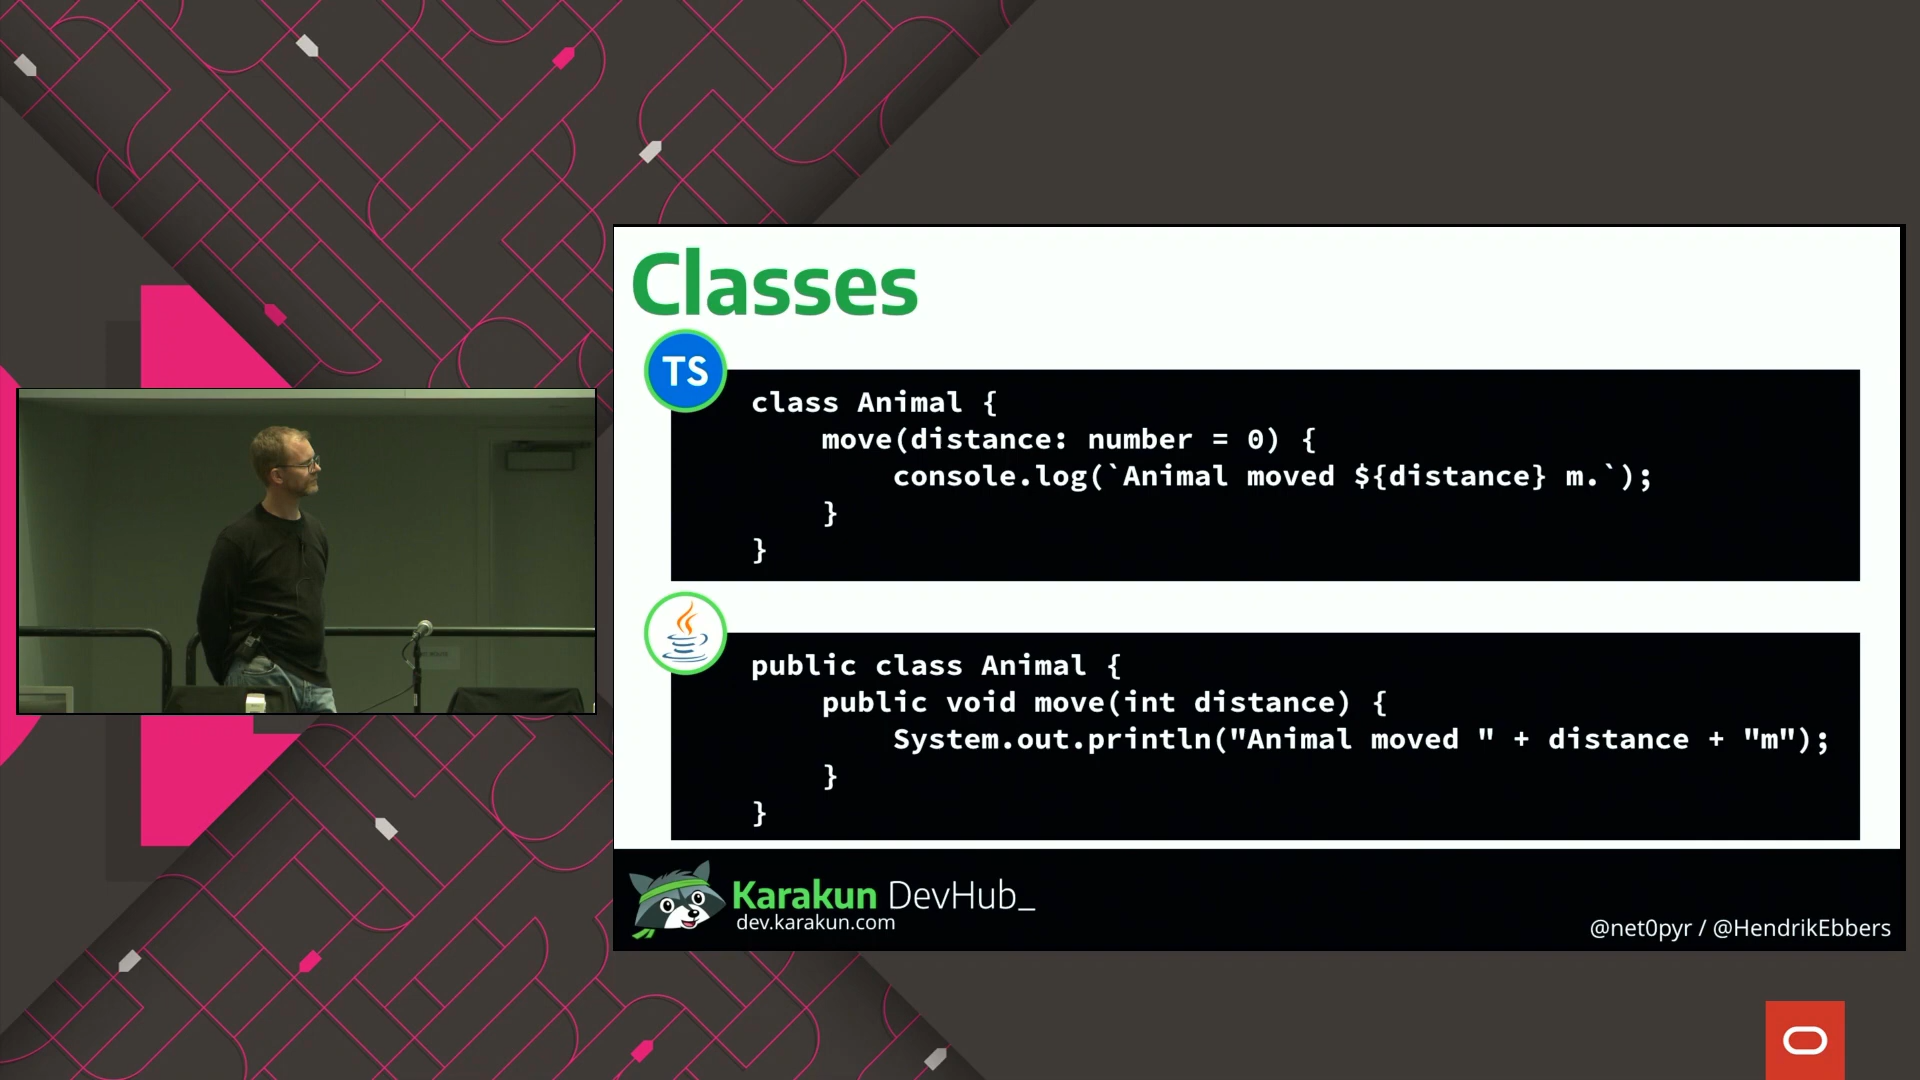 Classes
TS
class Animal {
    move(distance: number = 0) {
        console.log(`Animal moved ${distance} m.`);
    }
}
public class Animal {
    public void move(int distance) {
        System.out.println("Animal moved " + distance + "m");
    }
}
Karakun DevHub_
dev.karakun.com
@net0pyr / @HendrikEbbers